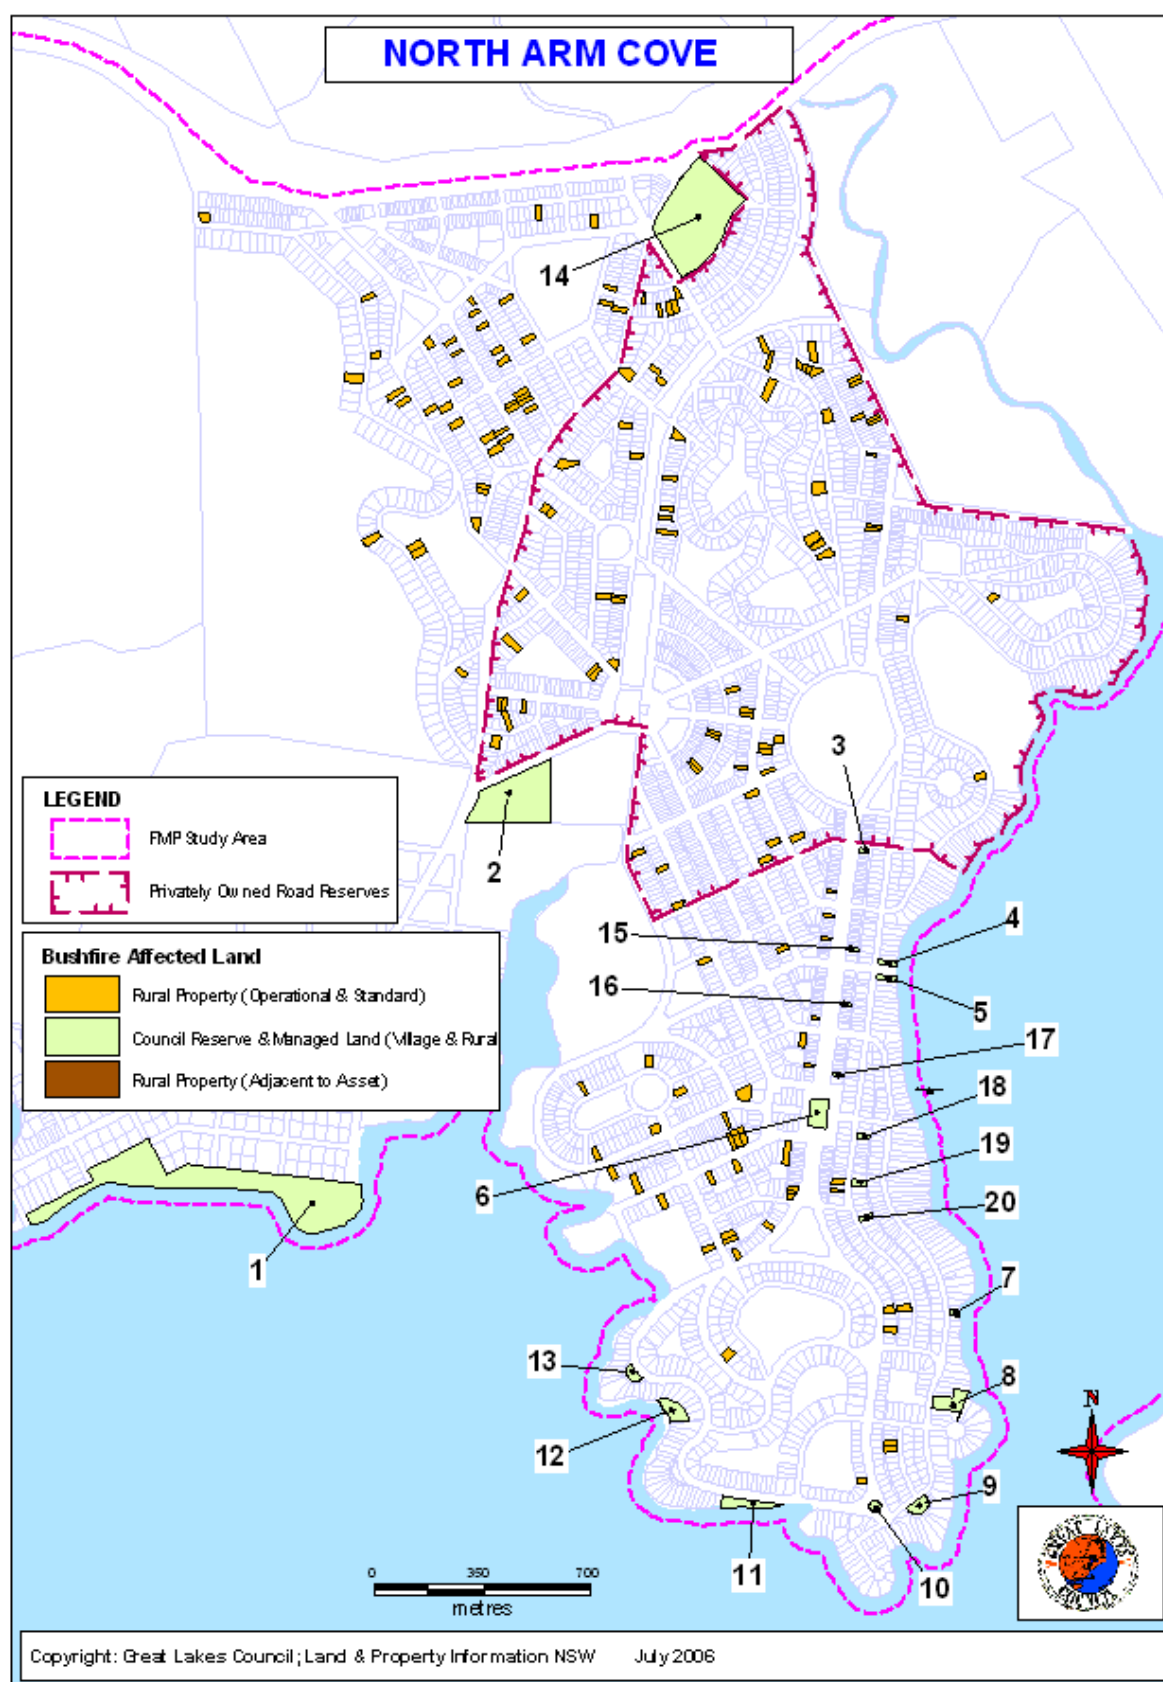 NORTH ARM COVE
14
3
LEGEND
FMP Study Area
Privately Owned Road Reserves
2
15
4
16
5
17
18
19
6
20
Bushfire Affected Land
Rural Property (Operational & Standard)
Council Reserve & Managed Land (Village & Rural
Rural Property (Adjacent to Asset)
1
7
13
8
12
N
9
11
10
0 350 700
metres
GREAT LAKES
COUNCIL
Copyright: Great Lakes Council; Land & Property Information NSW July 2006